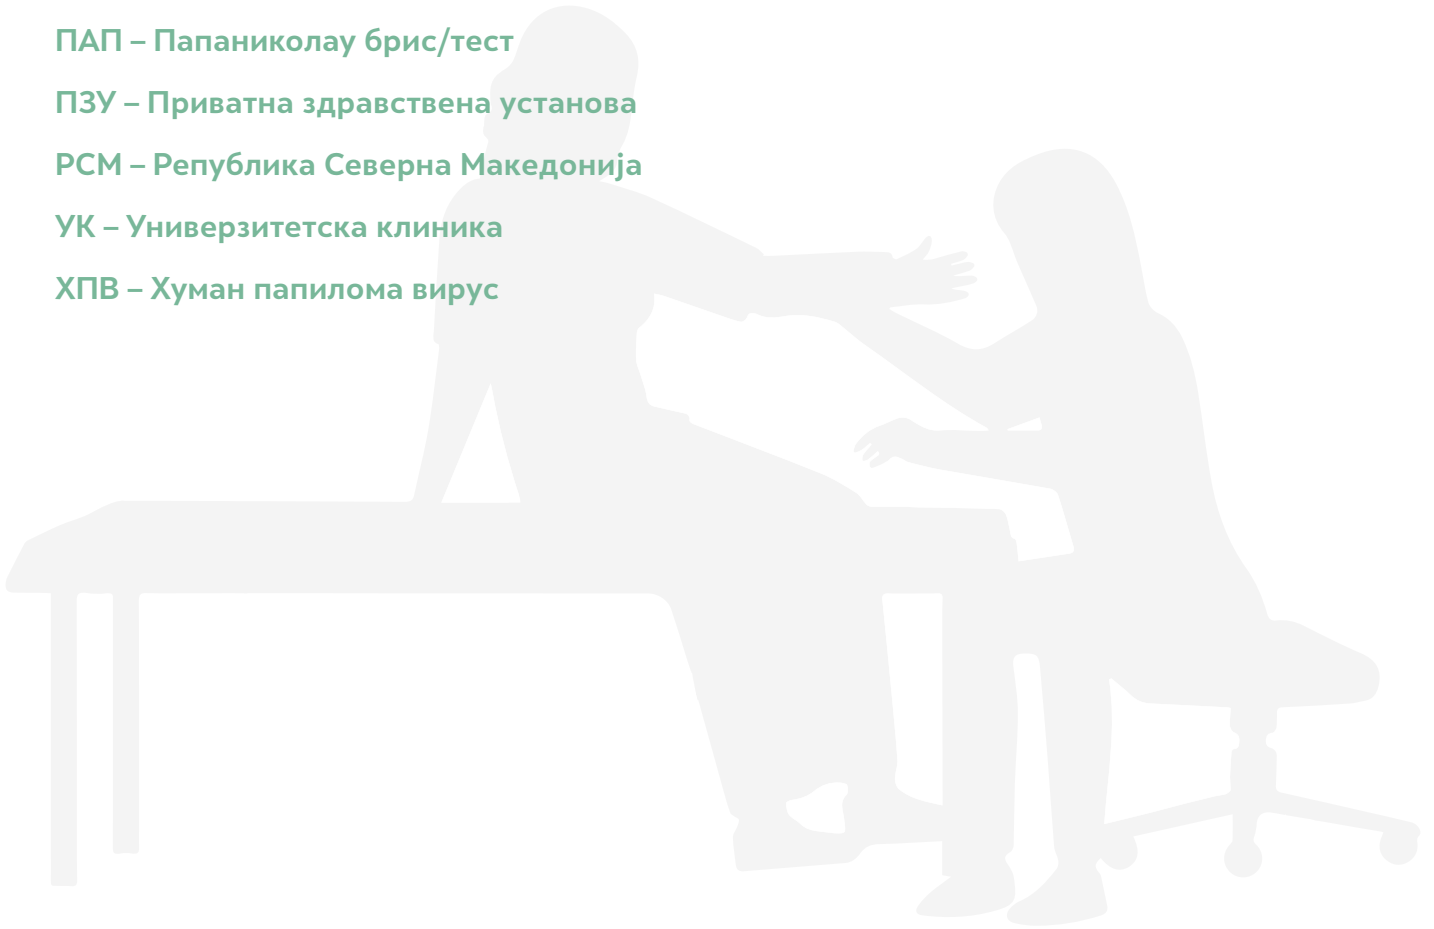 ПАП – Папаниколау брис/тест
ПЗУ – Приватна здравствена установа
РСМ – Република Северна Македонија
УК – Универзитетска клиника
ХПВ – Хуман папилома вирус